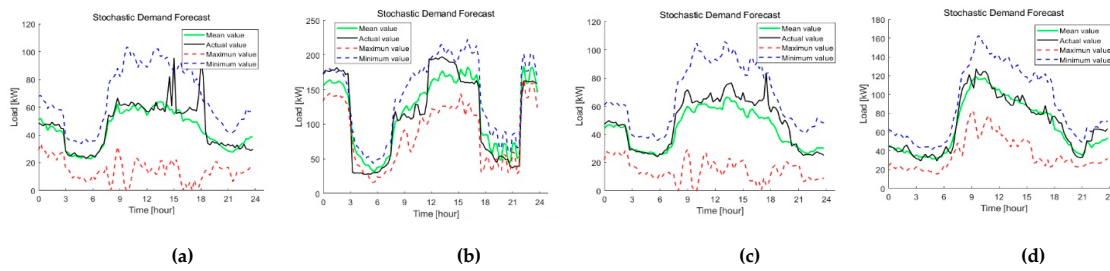 Stochastic Demand Forecast
120
100
80
60
40
20
0
Load [kW]
0 3 6 9 12 15 18 21 24
Time [hour]
Mean value
Actual value
Maximun value
Minimum value
(a)
Stochastic Demand Forecast
250
200
150
100
50
0
Load [kW]
0 3 6 9 12 15 18 21 24
Time [hour]
Mean value
Actual value
Maximun value
Minimum value
(b)
Stochastic Demand Forecast
120
100
80
60
40
20
0
Load [kW]
0 3 6 9 12 15 18 21 24
Time [hour]
Mean value
Actual value
Maximun value
Minimum value
(c)
Stochastic Demand Forecast
180
160
140
120
100
80
60
40
20
0
Load [kW]
0 3 6 9 12 15 18 21 24
Time [hour]
Mean value
Actual value
Maximun value
Minimum value
(d)